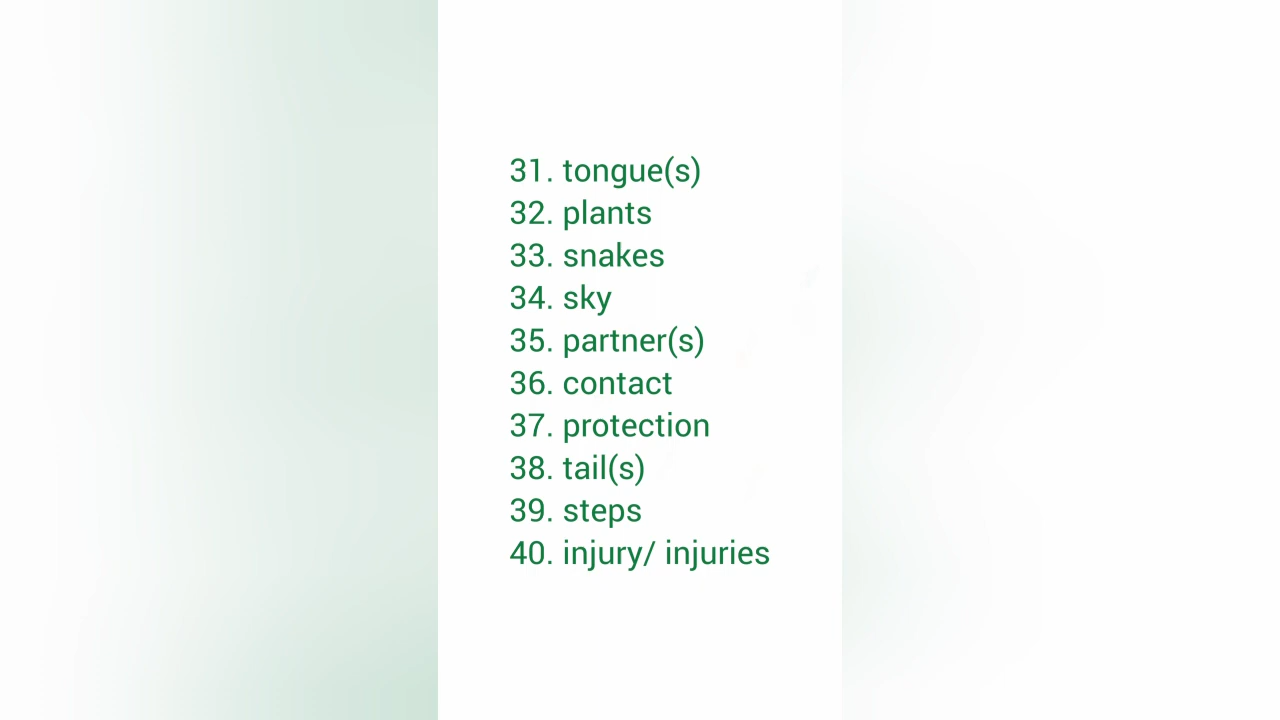 31. tongue(s)
32. plants
33. snakes
34. sky
35. partner(s)
36. contact
37. protection
38. tail(s)
39. steps
40. injury/ injuries